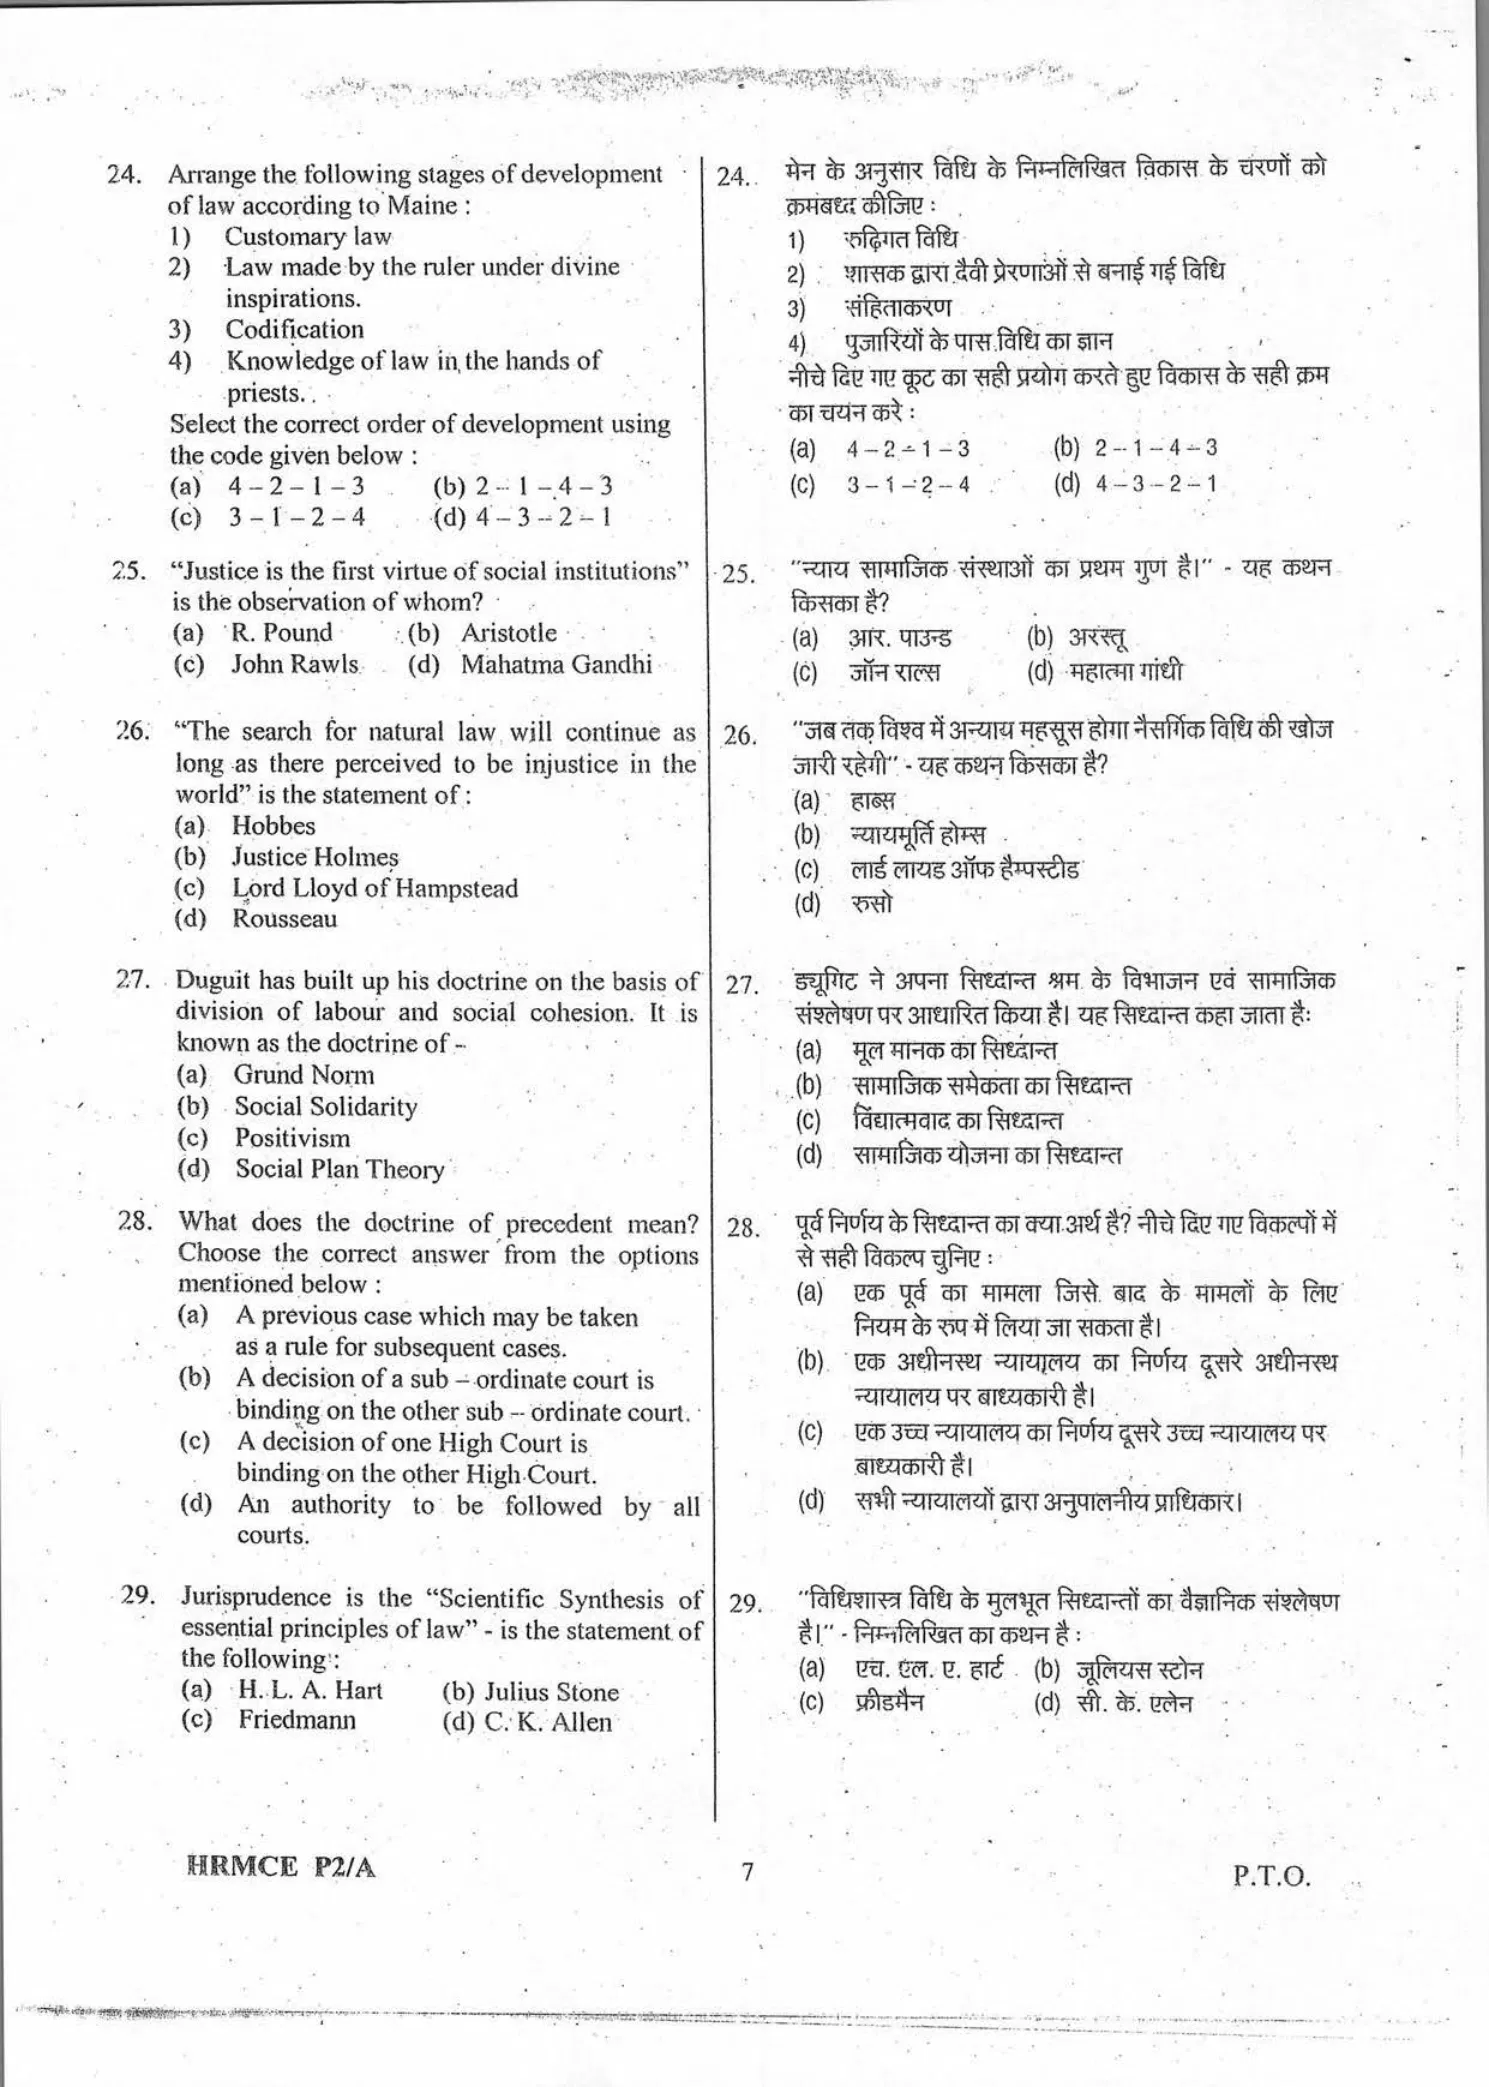 24. Arrange the following stages of development
of law according to Maine :
1) Customary law
2) Law made by the ruler under divine
inspirations.
3) Codification
4) Knowledge of law in the hands of
priests.
Select the correct order of development using
the code given below :
(a) 4 – 2 – 1 – 3 (b) 2 – 1 – 4 – 3
(c) 3 – 1 – 2 – 4 (d) 4 – 3 – 2 – 1
25. “Justice is the first virtue of social institutions”
is the observation of whom?
(a) R. Pound (b) Aristotle
(c) John Rawls (d) Mahatma Gandhi
26. “The search for natural law will continue as
long as there perceived to be injustice in the
world” is the statement of :
(a) Hobbes
(b) Justice Holmes
(c) Lord Lloyd of Hampstead
(d) Rousseau
27. Duguit has built up his doctrine on the basis of
division of labour and social cohesion. It is
known as the doctrine of –
(a) Grund Norm
(b) Social Solidarity
(c) Positivism
(d) Social Plan Theory
28. What does the doctrine of precedent mean?
Choose the correct answer from the options
mentioned below :
(a) A previous case which may be taken
as a rule for subsequent cases.
(b) A decision of a sub – ordinate court is
binding on the other sub – ordinate court.
(c) A decision of one High Court is
binding on the other High Court.
(d) An authority to be followed by all
courts.
29. Jurisprudence is the “Scientific Synthesis of
essential principles of law” - is the statement of
the following :
(a) H. L. A. Hart (b) Julius Stone
(c) Friedmann (d) C. K. Allen
24. मेन के अनुसार विधि के निम्नलिखित विकास के चरणों को
क्रमबध्द कीजिए :
1) रुढ़िगत विधि
2) शासक द्वारा दैवी प्रेरणाओं से बनाई गई विधि
3) संहिताकरण
4) पुजारियों के पास विधि का ज्ञान
नीचे दिए गए कूट का सही प्रयोग करते हुए विकास के सही क्रम
का चयन करे :
(a) 4 – 2 – 1 – 3 (b) 2 – 1 – 4 – 3
(c) 3 – 1 – 2 – 4 (d) 4 – 3 – 2 – 1
25. “न्याय सामाजिक संस्थाओं का प्रथम गुण है।” - यह कथन
किसका है?
(a) आर. पाउन्ड (b) अरस्तू
(c) जॉन राल्स (d) महात्मा गांधी
26. “जब तक विश्व में अन्याय महसूस होगा नैसर्गिक विधि की खोज
जारी रहेगी” - यह कथन किसका है?
(a) हाब्स
(b) न्यायमूर्ति होम्स
(c) लार्ड लायड ऑफ हैम्पस्टीड
(d) रुसो
27. ड्यूगिट ने अपना सिध्दान्त श्रम के विभाजन एवं सामाजिक
संश्लेषण पर आधारित किया है। यह सिध्दान्त कहा जाता है:
(a) मूल मानक का सिध्दांन्त
(b) सामाजिक समेकता का सिध्दान्त
(c) विंद्यात्मवाद का सिध्दान्त
(d) सामाजिक योजना का सिध्दान्त
28. पूर्व निर्णय के सिध्दान्त का क्या अर्थ है? नीचे दिए गए विकल्पों में
से सही विकल्प चुनिए :
(a) एक पूर्व का मामला जिसे बाद के मामलों के लिए
नियम के रुप में लिया जा सकता है।
(b) एक अधीनस्थ न्यायालय का निर्णय दूसरे अधीनस्थ
न्यायालय पर बाध्यकारी है।
(c) एक उच्च न्यायालय का निर्णय दूसरे उच्च न्यायालय पर
बाध्यकारी है।
(d) सभी न्यायालयों द्वारा अनुपालनीय प्राधिकार।
29. “विधिशास्त्र विधि के मुलभूत सिध्दान्तों का वैज्ञानिक संश्लेषण
है।” - निम्नलिखित का कथन है :
(a) एच. एल. ए. हार्ट (b) जूलियस स्टोन
(c) फ्रीडमैन (d) सी. के. एलेन
HRMCE P2/A 7 P.T.O.